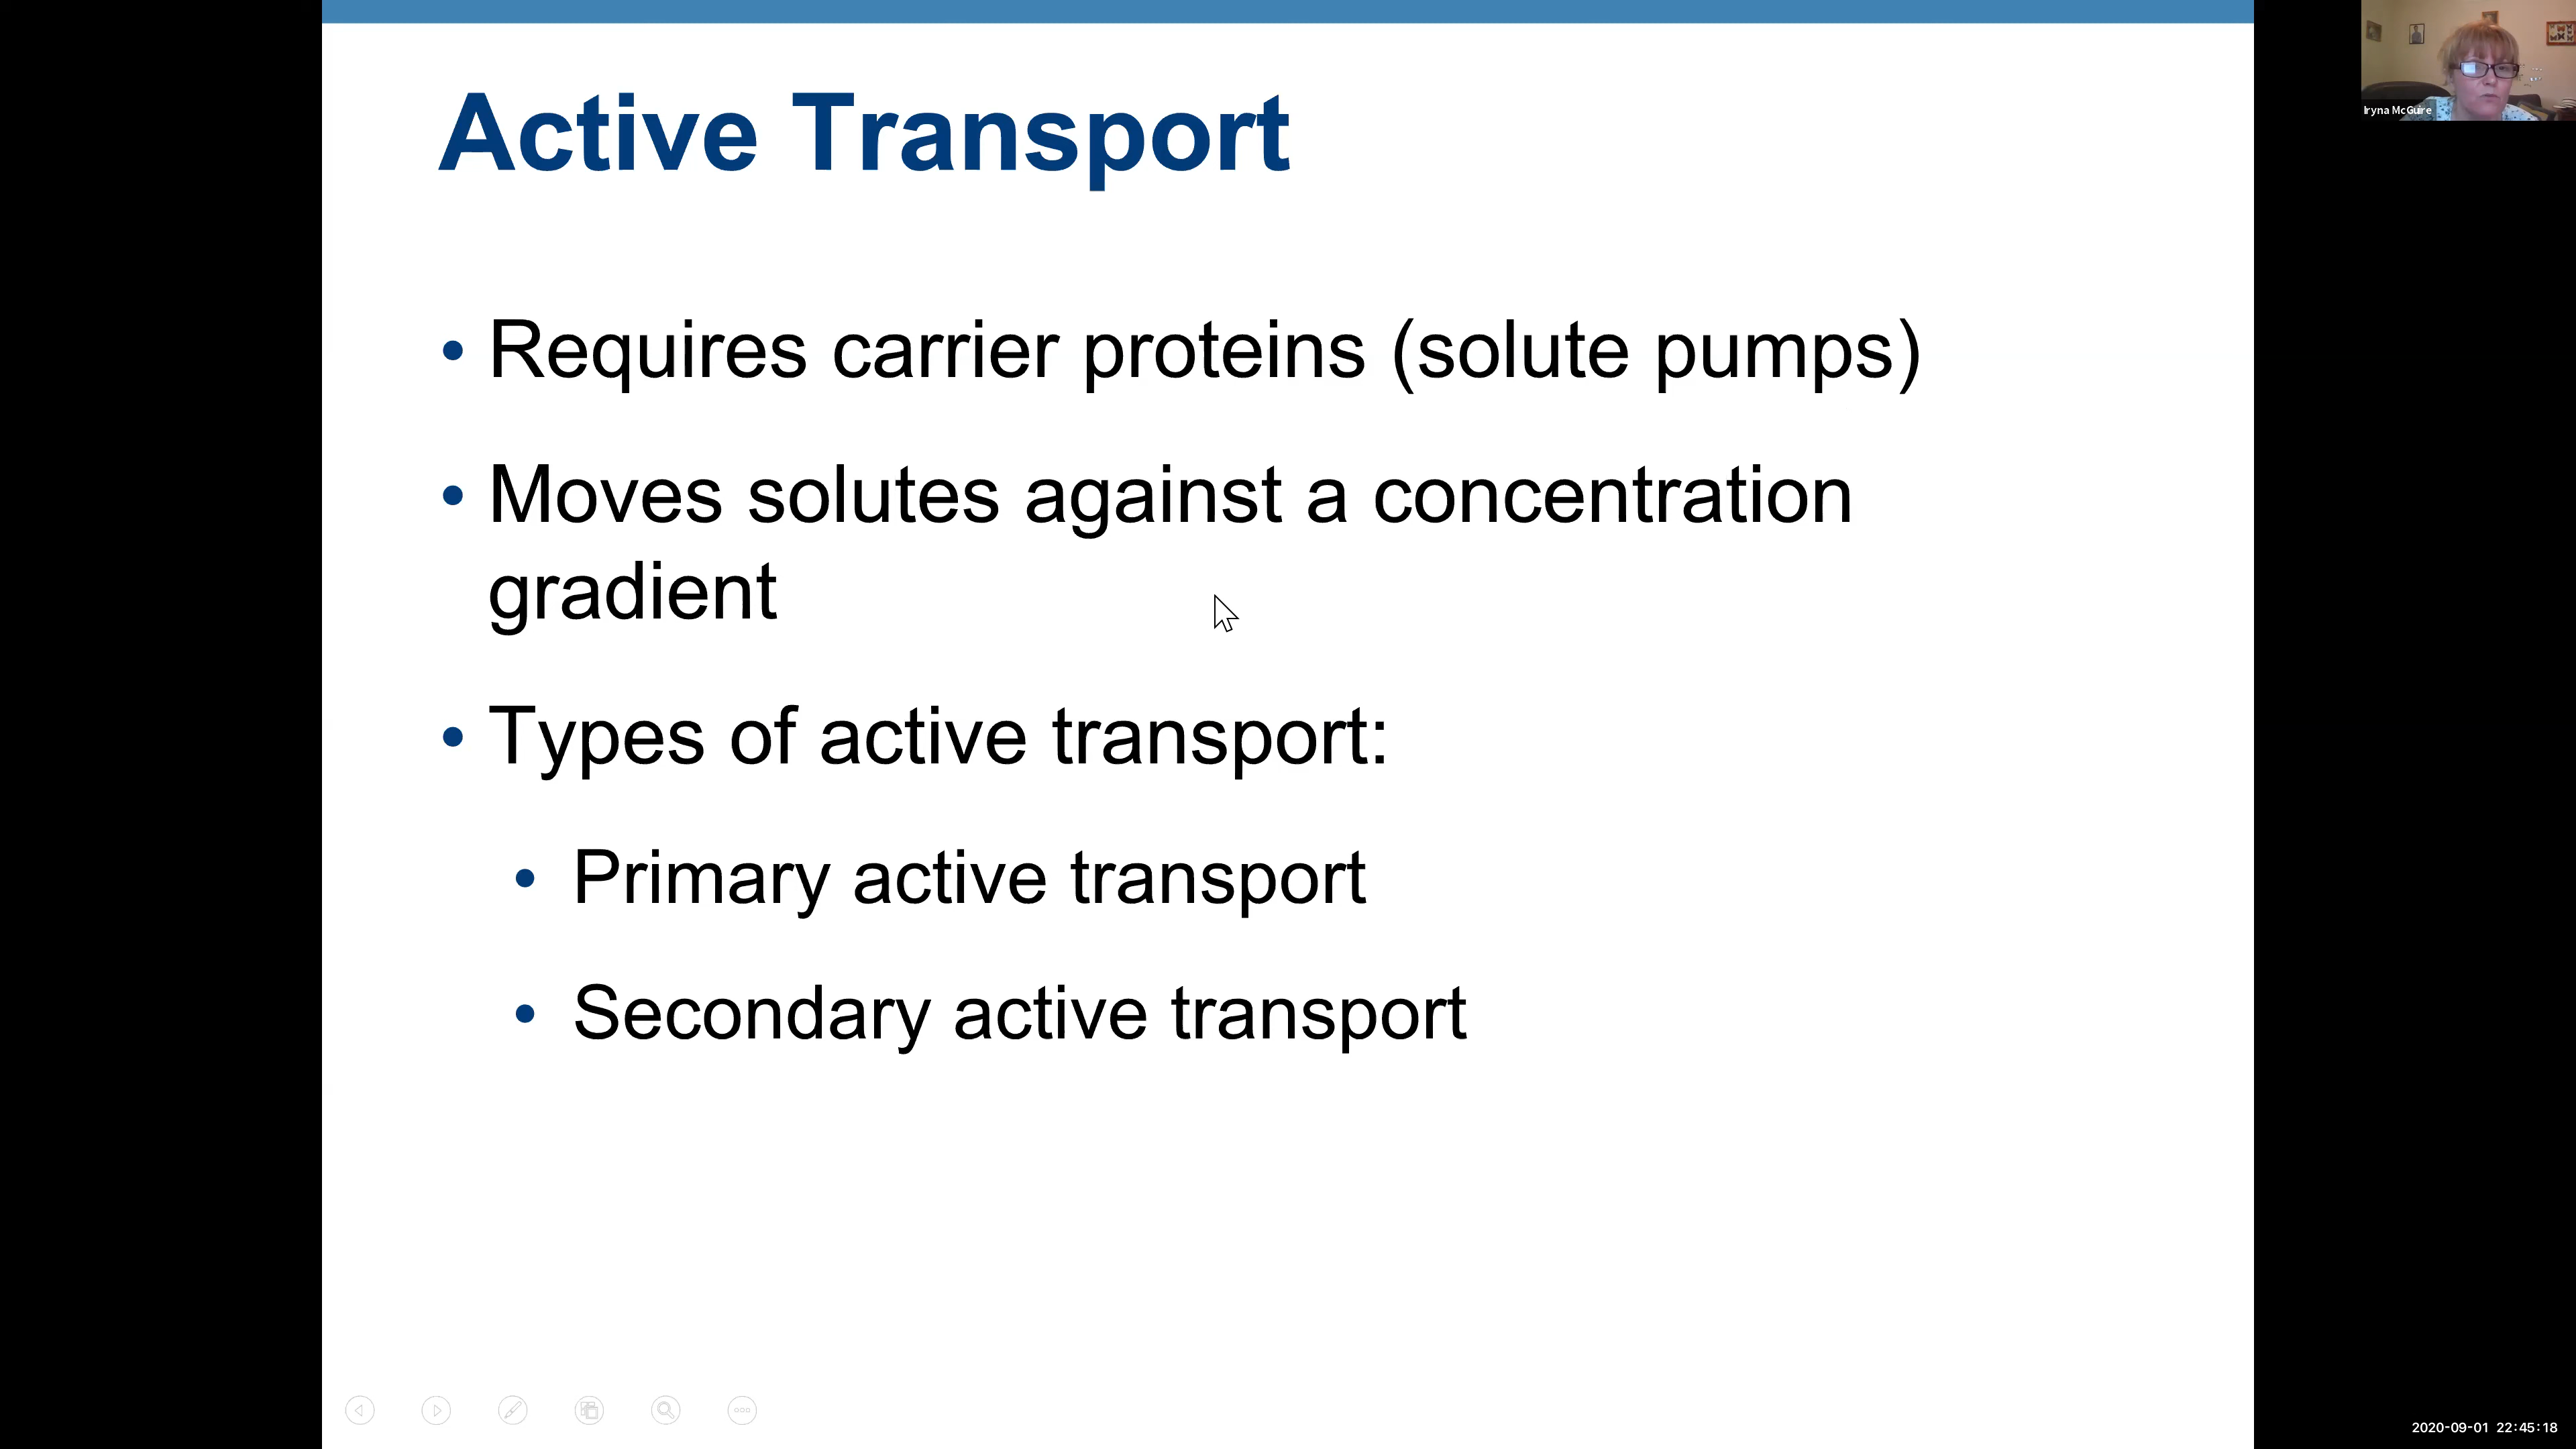 Active Transport
Iryna McGuire
• Requires carrier proteins (solute pumps)
• Moves solutes against a concentration
gradient
• Types of active transport:
• Primary active transport
• Secondary active transport
2020-09-01 22:45:18